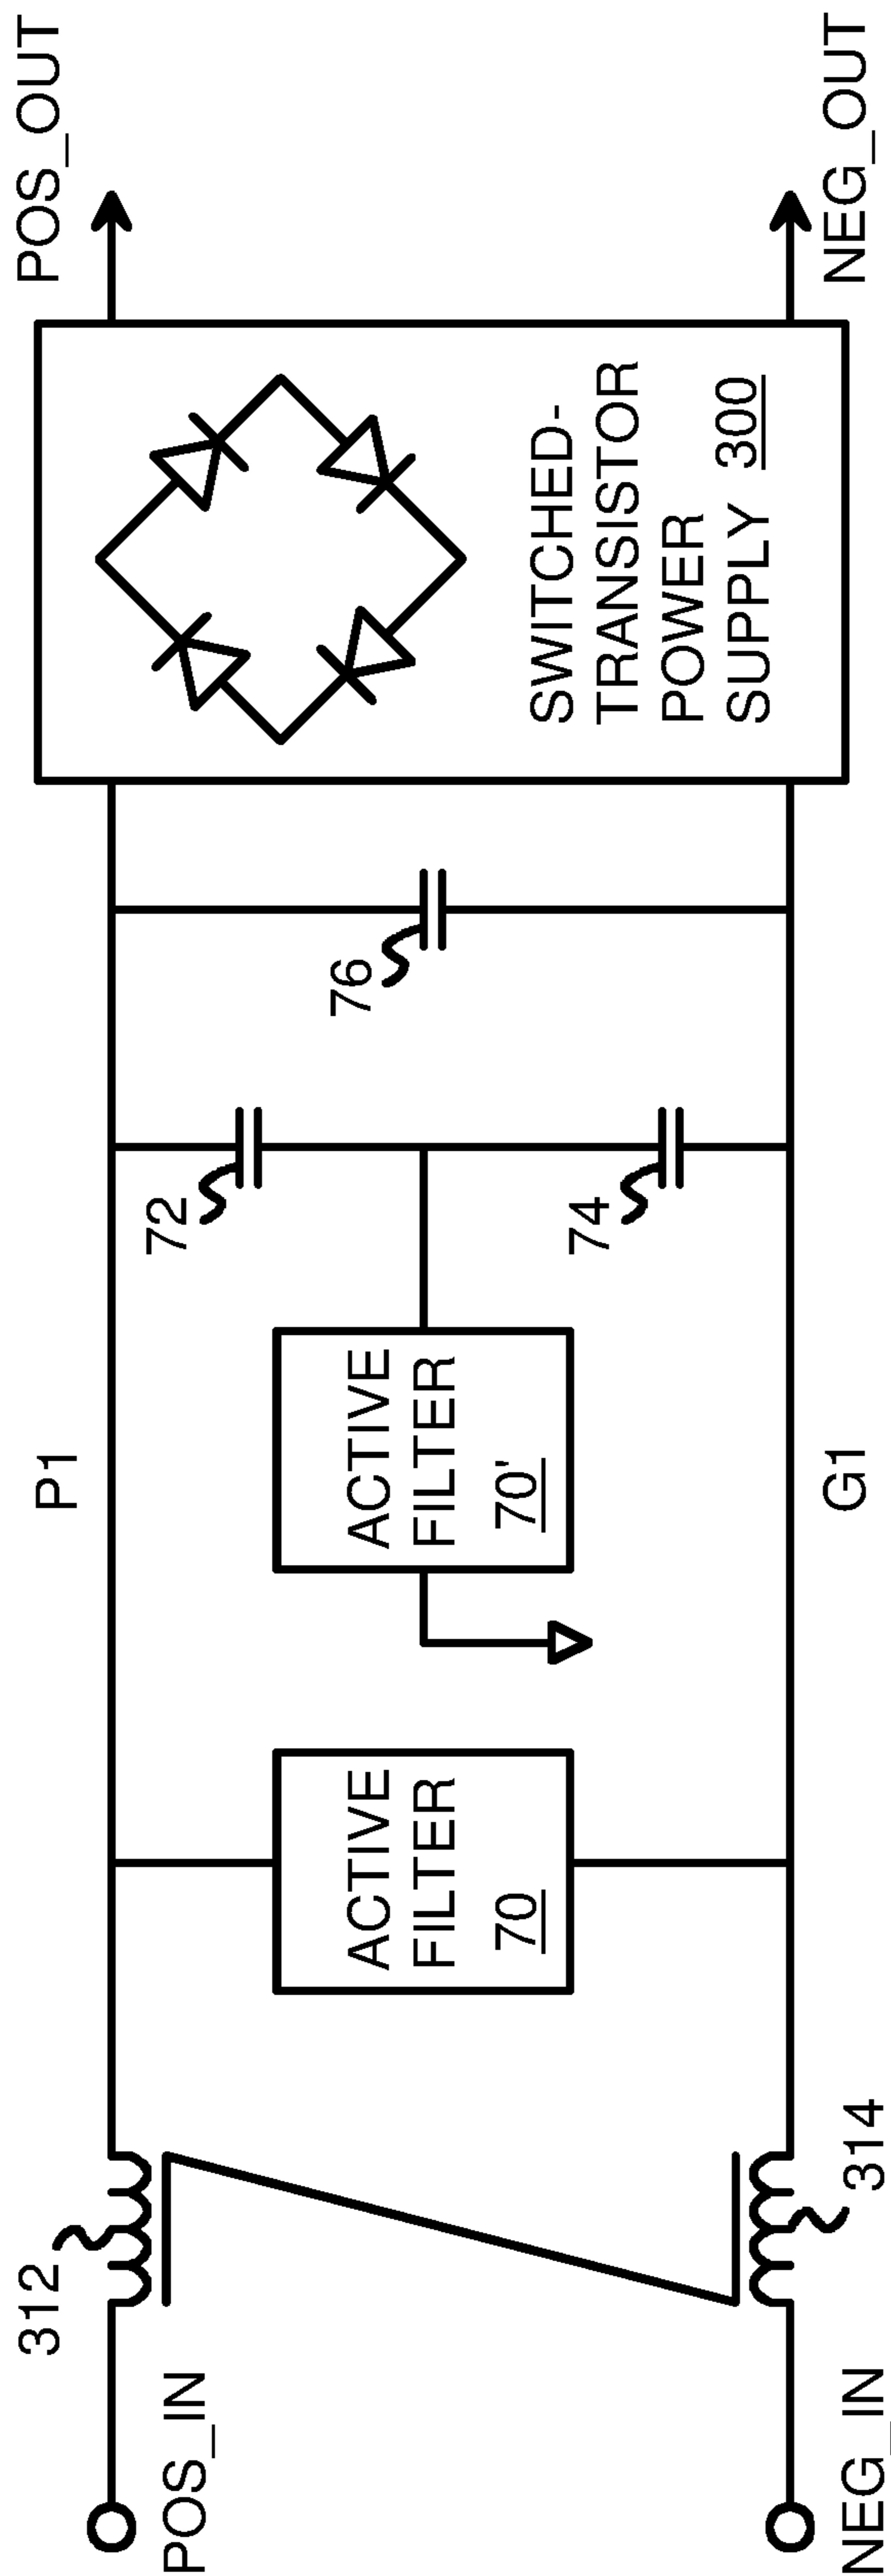 POS_IN
312
P1
72
76
POS_OUT
ACTIVE
FILTER
70
ACTIVE
FILTER
70'
74
SWITCHED-
TRANSISTOR
POWER
SUPPLY 300
NEG_IN
314
G1
NEG_OUT